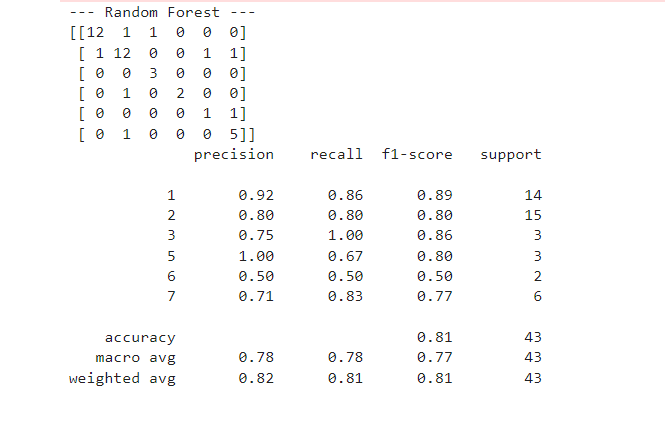 --- Random Forest ---
[[12 1 1 0 0 0]
[ 1 12 0 0 1 1]
[ 0 0 3 0 0 0]
[ 0 1 0 2 0 0]
[ 0 0 0 0 1 1]
[ 0 1 0 0 0 5]]
precision recall f1-score support
1 0.92 0.86 0.89 14
2 0.80 0.80 0.80 15
3 0.75 1.00 0.86 3
5 1.00 0.67 0.80 3
6 0.50 0.50 0.50 2
7 0.71 0.83 0.77 6
accuracy 0.81 43
macro avg 0.78 0.78 0.77 43
weighted avg 0.82 0.81 0.81 43